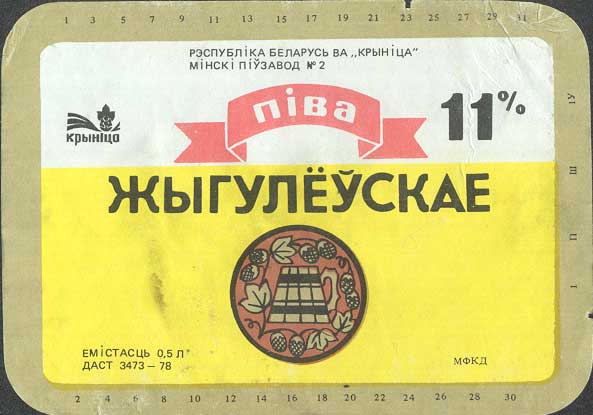 1 3 5 7 9 11 13 15 17 19 21 23 25 27 29 31
РЭСПУБЛІКА БЕЛАРУСЬ ВА „КРЫНІЦА"
МІНСКІ ПІЎЗАВОД №2
піва
11%
крыніца
ЖЫГУЛЁЎСКАЕ
ІУ
Ш
П
І
ЕМІСТАСЦЬ 0,5 Л
ДАСТ 3473–78
МФКД
2 4 6 8 10 12 14 16 18 20 22 24 26 28 30